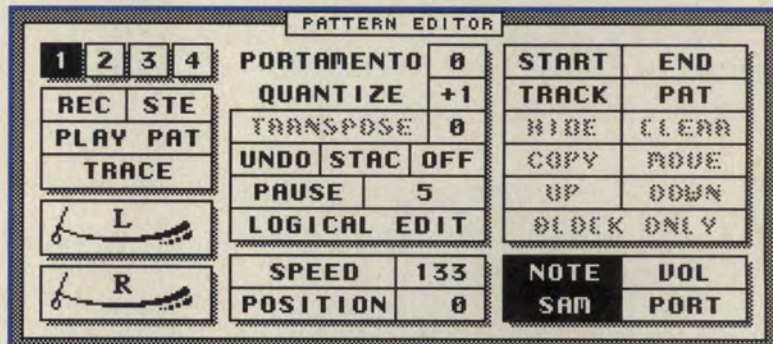 PATTERN EDITOR
1 2 3 4
REC STE
PLAY PAT
TRACE
L
R
PORTAMENTO 0
QUANTIZE +1
TRANSPOSE 0
UNDO STAC OFF
PAUSE 5
LOGICAL EDIT
SPEED 133
POSITION 0
START END
TRACK PAT
HIDE CLEAR
COPY MOVE
UP DOWN
BLOCK ONLY
NOTE VOL
SAM PORT